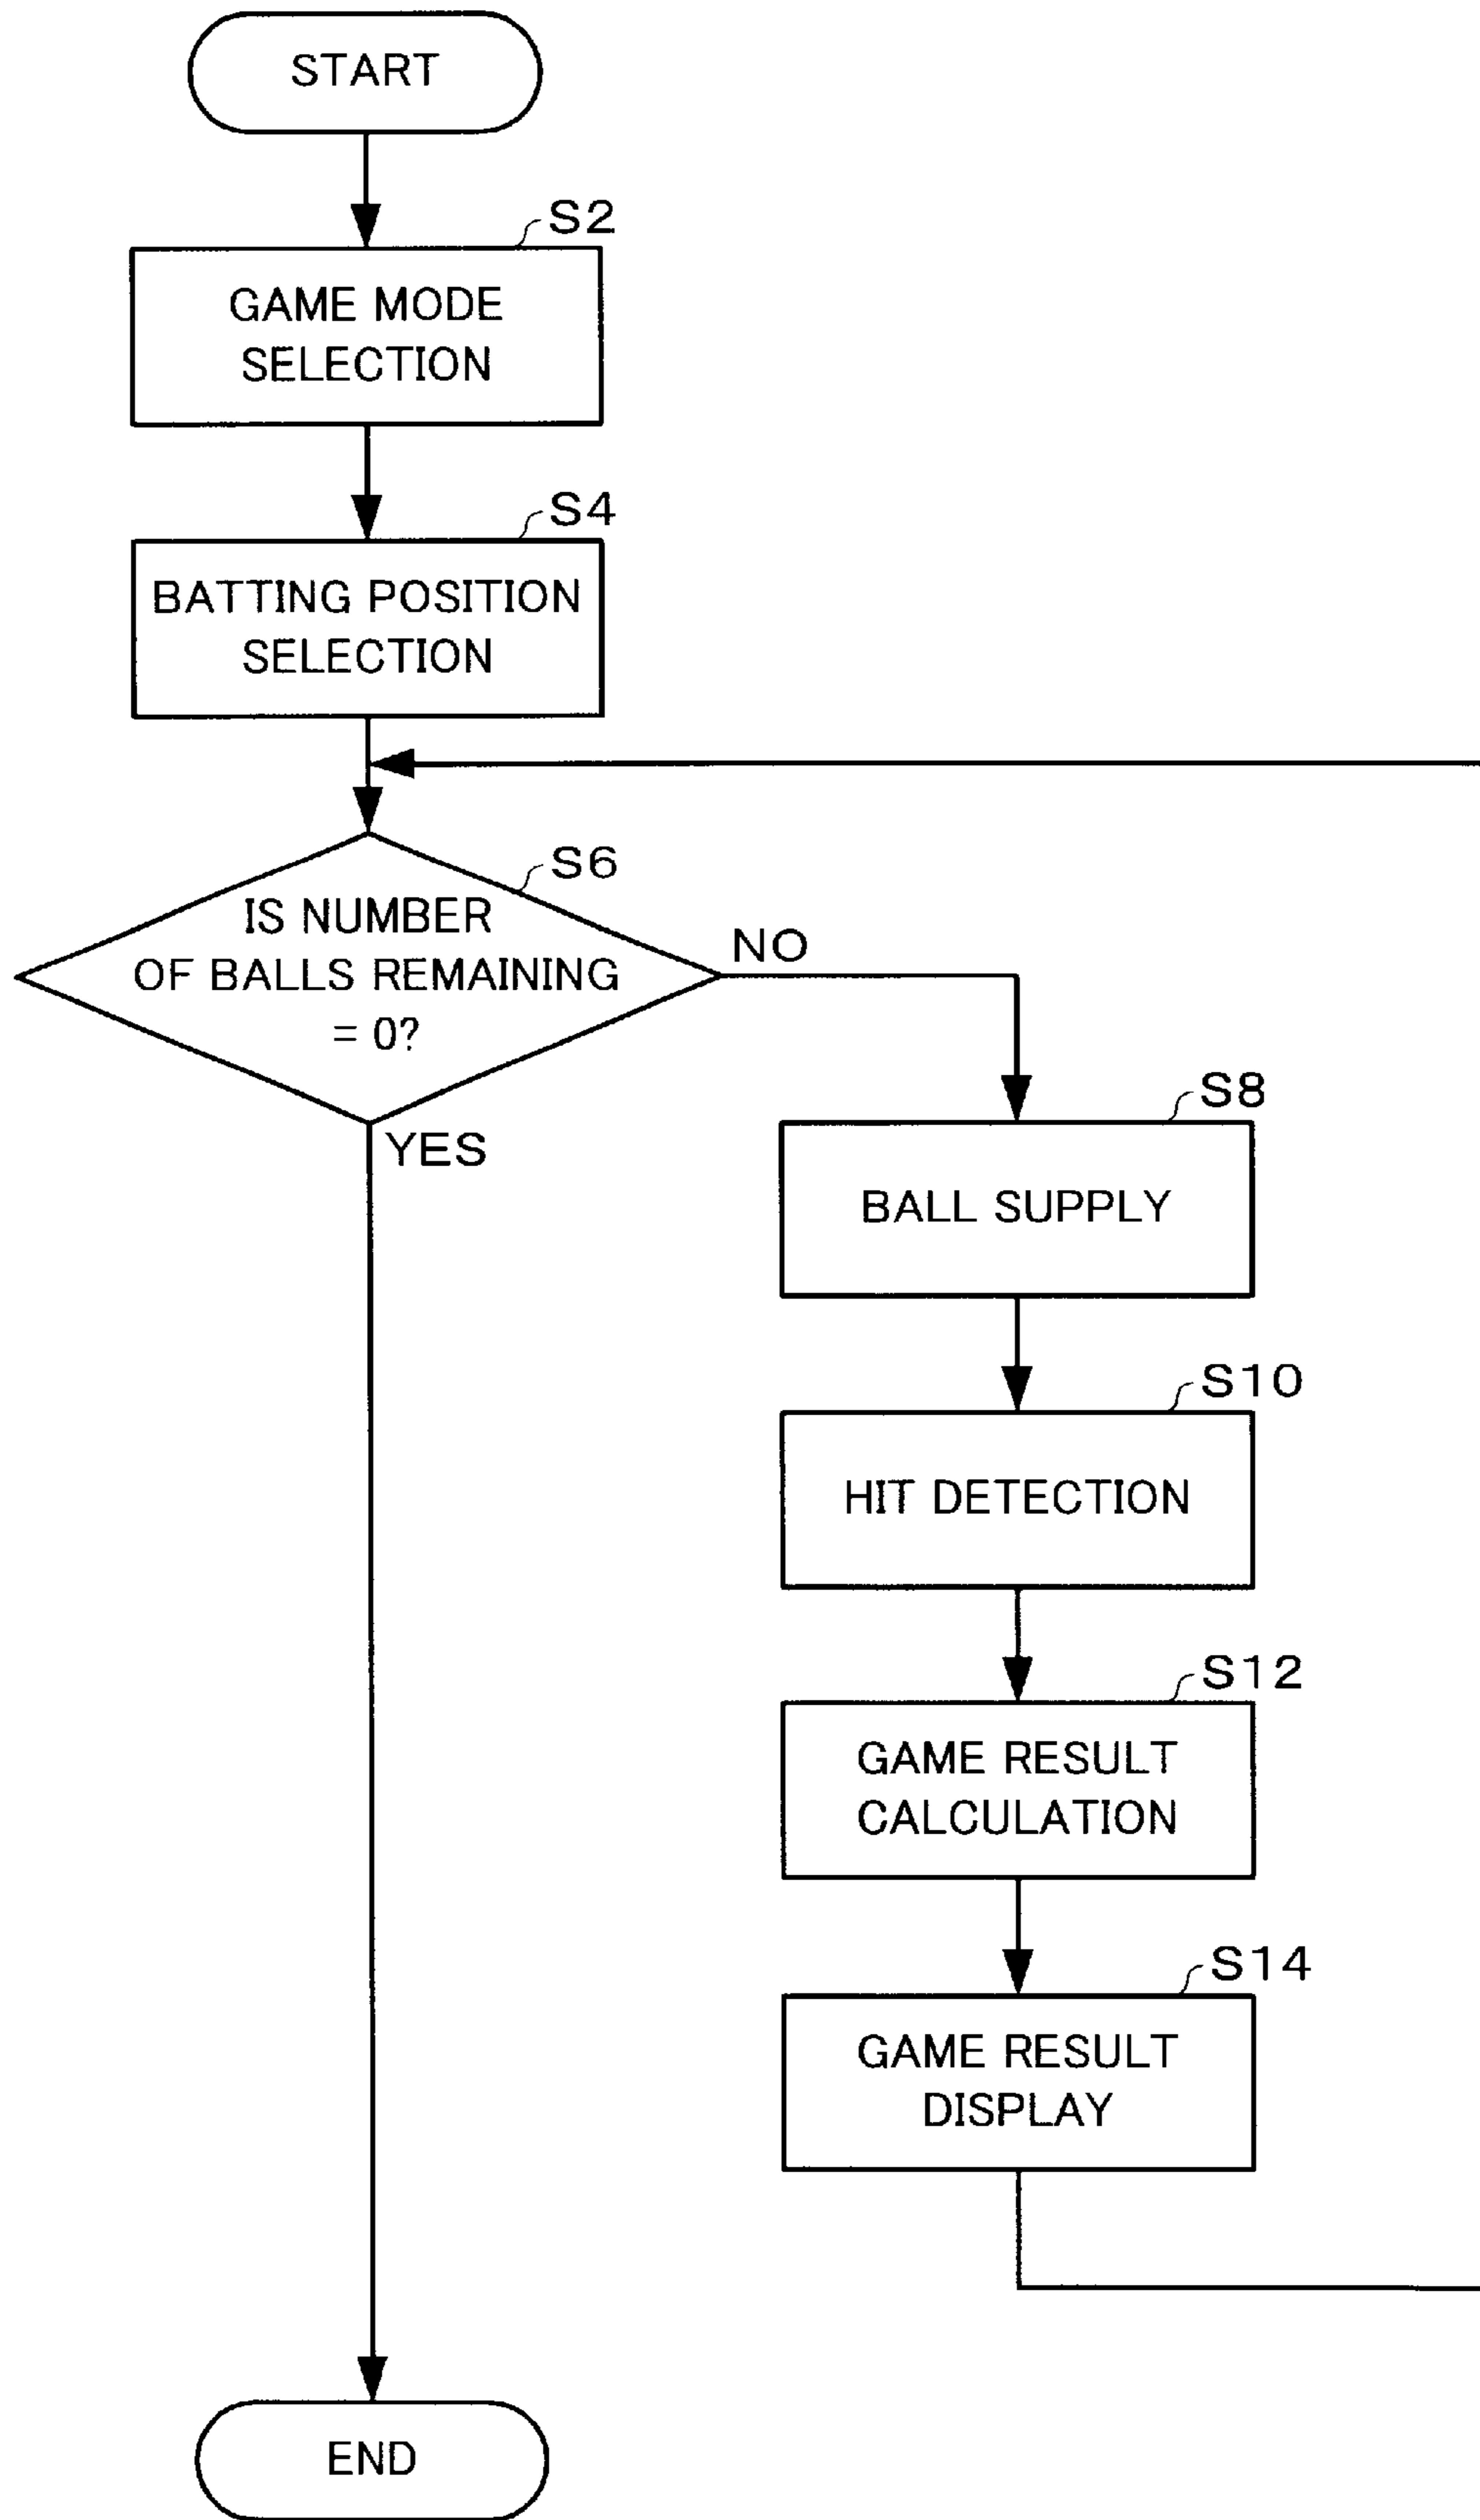 START
S2
GAME MODE
SELECTION
S4
BATTING POSITION
SELECTION
S6
IS NUMBER
OF BALLS REMAINING
= 0?
NO
YES
S8
BALL SUPPLY
S10
HIT DETECTION
S12
GAME RESULT
CALCULATION
S14
GAME RESULT
DISPLAY
END